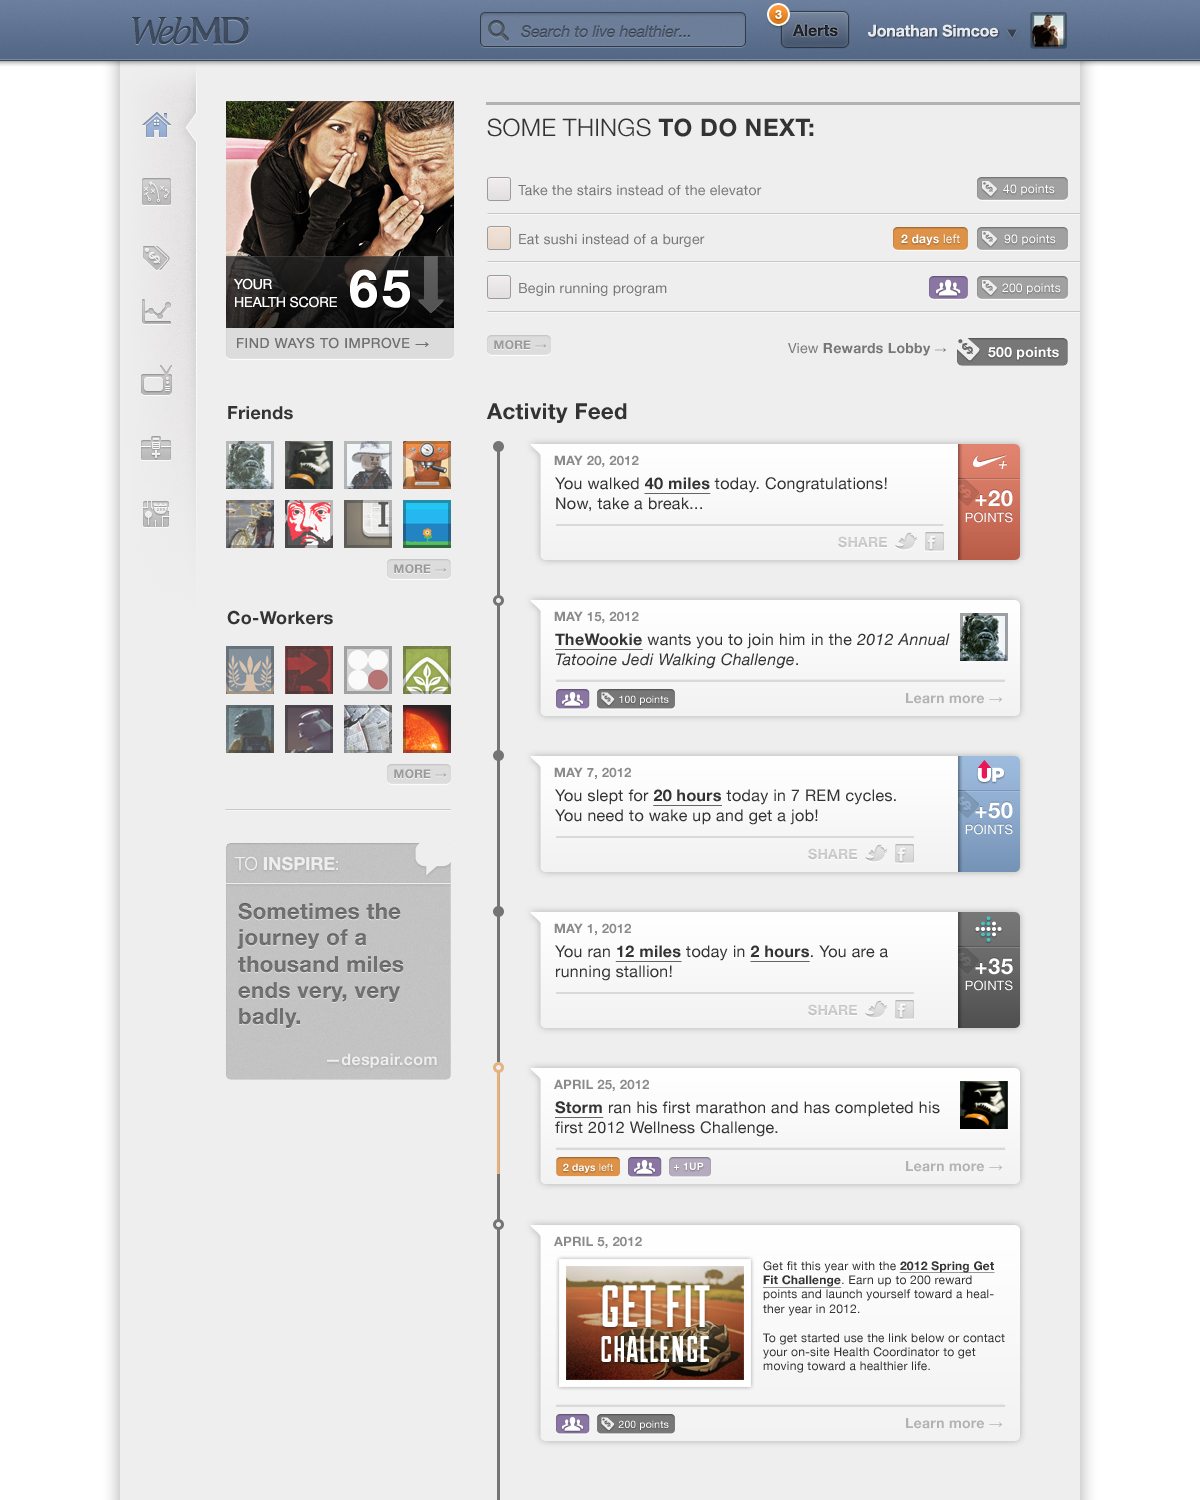 WebMD
Search to live healthier...
3
Alerts
Jonathan Simcoe
YOUR
HEALTH SCORE
65
FIND WAYS TO IMPROVE →
SOME THINGS TO DO NEXT:
Take the stairs instead of the elevator
40 points
Eat sushi instead of a burger
2 days left
90 points
Begin running program
200 points
MORE →
View Rewards Lobby →
500 points
Friends
MORE →
Co-Workers
MORE →
TO INSPIRE:
Sometimes the
journey of a
thousand miles
ends very, very
badly.
—despair.com
Activity Feed
MAY 20, 2012
You walked 40 miles today. Congratulations!
Now, take a break...
SHARE
+20
POINTS
MAY 15, 2012
TheWookie wants you to join him in the 2012 Annual
Tatooine Jedi Walking Challenge.
100 points
Learn more →
MAY 7, 2012
You slept for 20 hours today in 7 REM cycles.
You need to wake up and get a job!
SHARE
UP
+50
POINTS
MAY 1, 2012
You ran 12 miles today in 2 hours. You are a
running stallion!
SHARE
+35
POINTS
APRIL 25, 2012
Storm ran his first marathon and has completed his
first 2012 Wellness Challenge.
2 days left
+ 1UP
Learn more →
APRIL 5, 2012
GET FIT
CHALLENGE
Get fit this year with the 2012 Spring Get
Fit Challenge. Earn up to 200 reward
points and launch yourself toward a heal-
ther year in 2012.
To get started use the link below or contact
your on-site Health Coordinator to get
moving toward a healthier life.
200 points
Learn more →